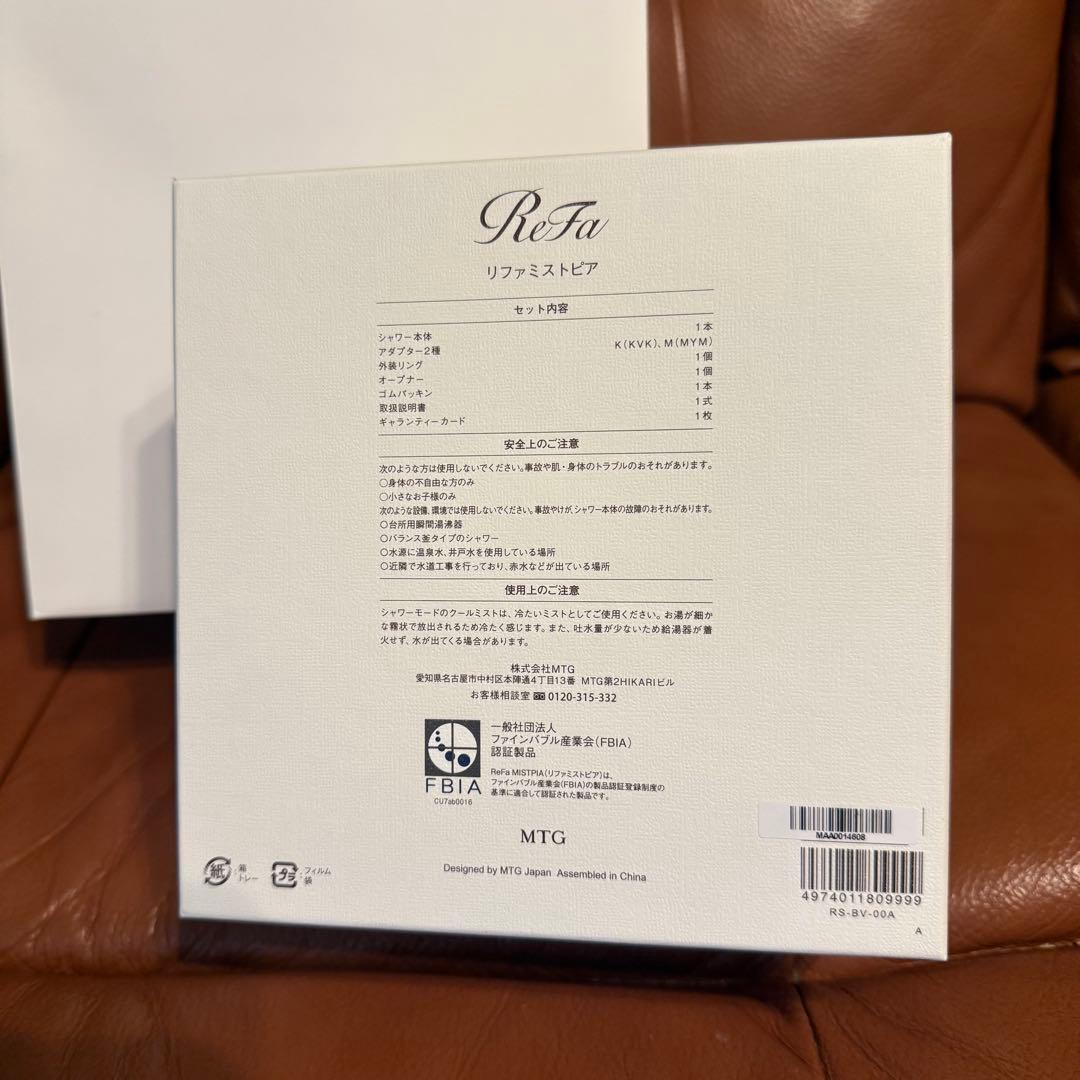 ReFa
リファミストピア
セット内容
シャワー本体 1本
アダプター2種 K(KVK)、M(MYM)
外装リング 1個
オープナー 1個
ゴムパッキン 1本
取扱説明書 1式
ギャランティーカード 1枚
安全上のご注意
次のような方は使用しないでください。事故や肌・身体のトラブルのおそれがあります。
○身体の不自由な方のみ
○小さなお子様のみ
次のような設備、環境では使用しないでください。事故やけが、シャワー本体の故障のおそれがあります。
○台所用瞬間湯沸器
○バランス釜タイプのシャワー
○水源に温泉水、井戸水を使用している場所
○近隣で水道工事を行っており、赤水などが出ている場所
使用上のご注意
シャワーモードのクールミストは、冷たいミストとしてご使用ください。お湯が細か
な霧状で放出されるため冷たく感じます。また、吐水量が少ないため給湯器が着
火せず、水が出てくる場合があります。
株式会社MTG
愛知県名古屋市中村区本陣通4丁目13番 MTG第2HIKARIビル
お客様相談室 0120-315-332
一般社団法人
ファインバブル産業会(FBIA)
認証製品
FBIA
CU7ab0016
ReFa MISTPIA(リファミストピア)は、
ファインバブル産業会(FBIA)の製品認証登録制度の
基準に適合して認証された製品です。
MTG
Designed by MTG Japan Assembled in China
紙 :箱
トレー
プラ :フィルム
袋
MAA0014608
4974011809999
RS-BV-00A
A